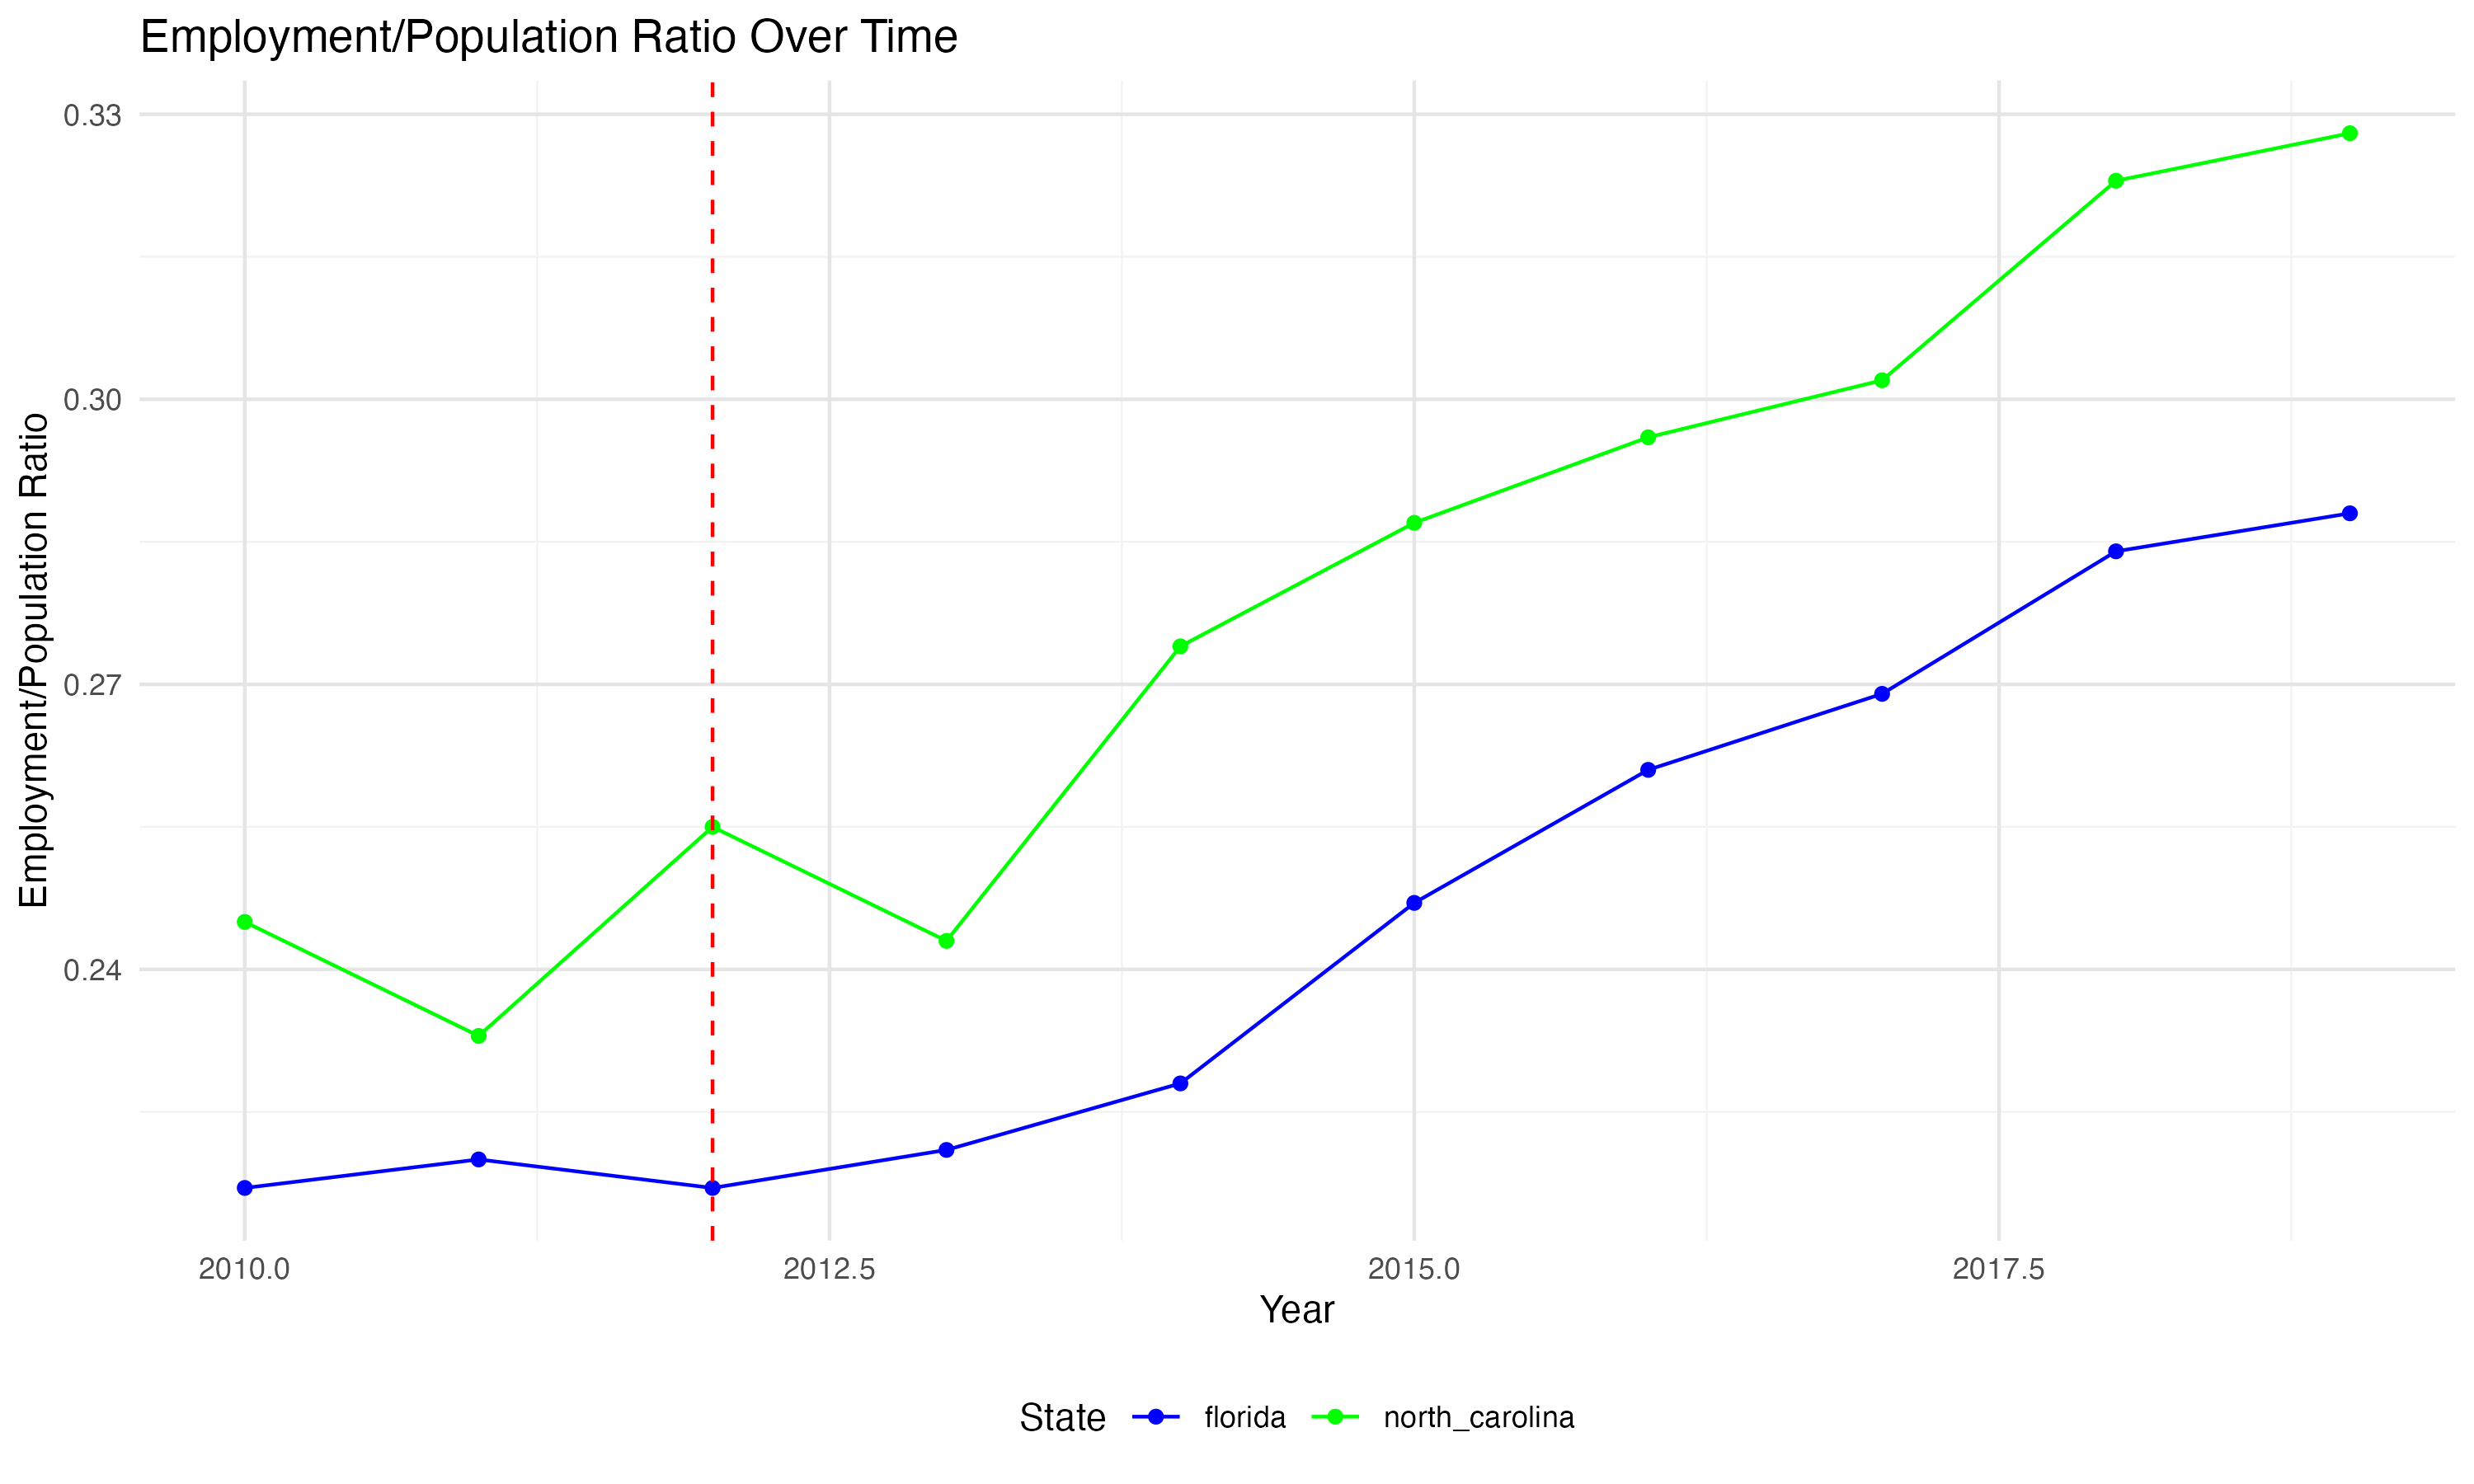 Employment/Population Ratio Over Time
Employment/Population Ratio
0.33
0.30
0.27
0.24
2010.0 2012.5 2015.0 2017.5
Year
State florida north_carolina